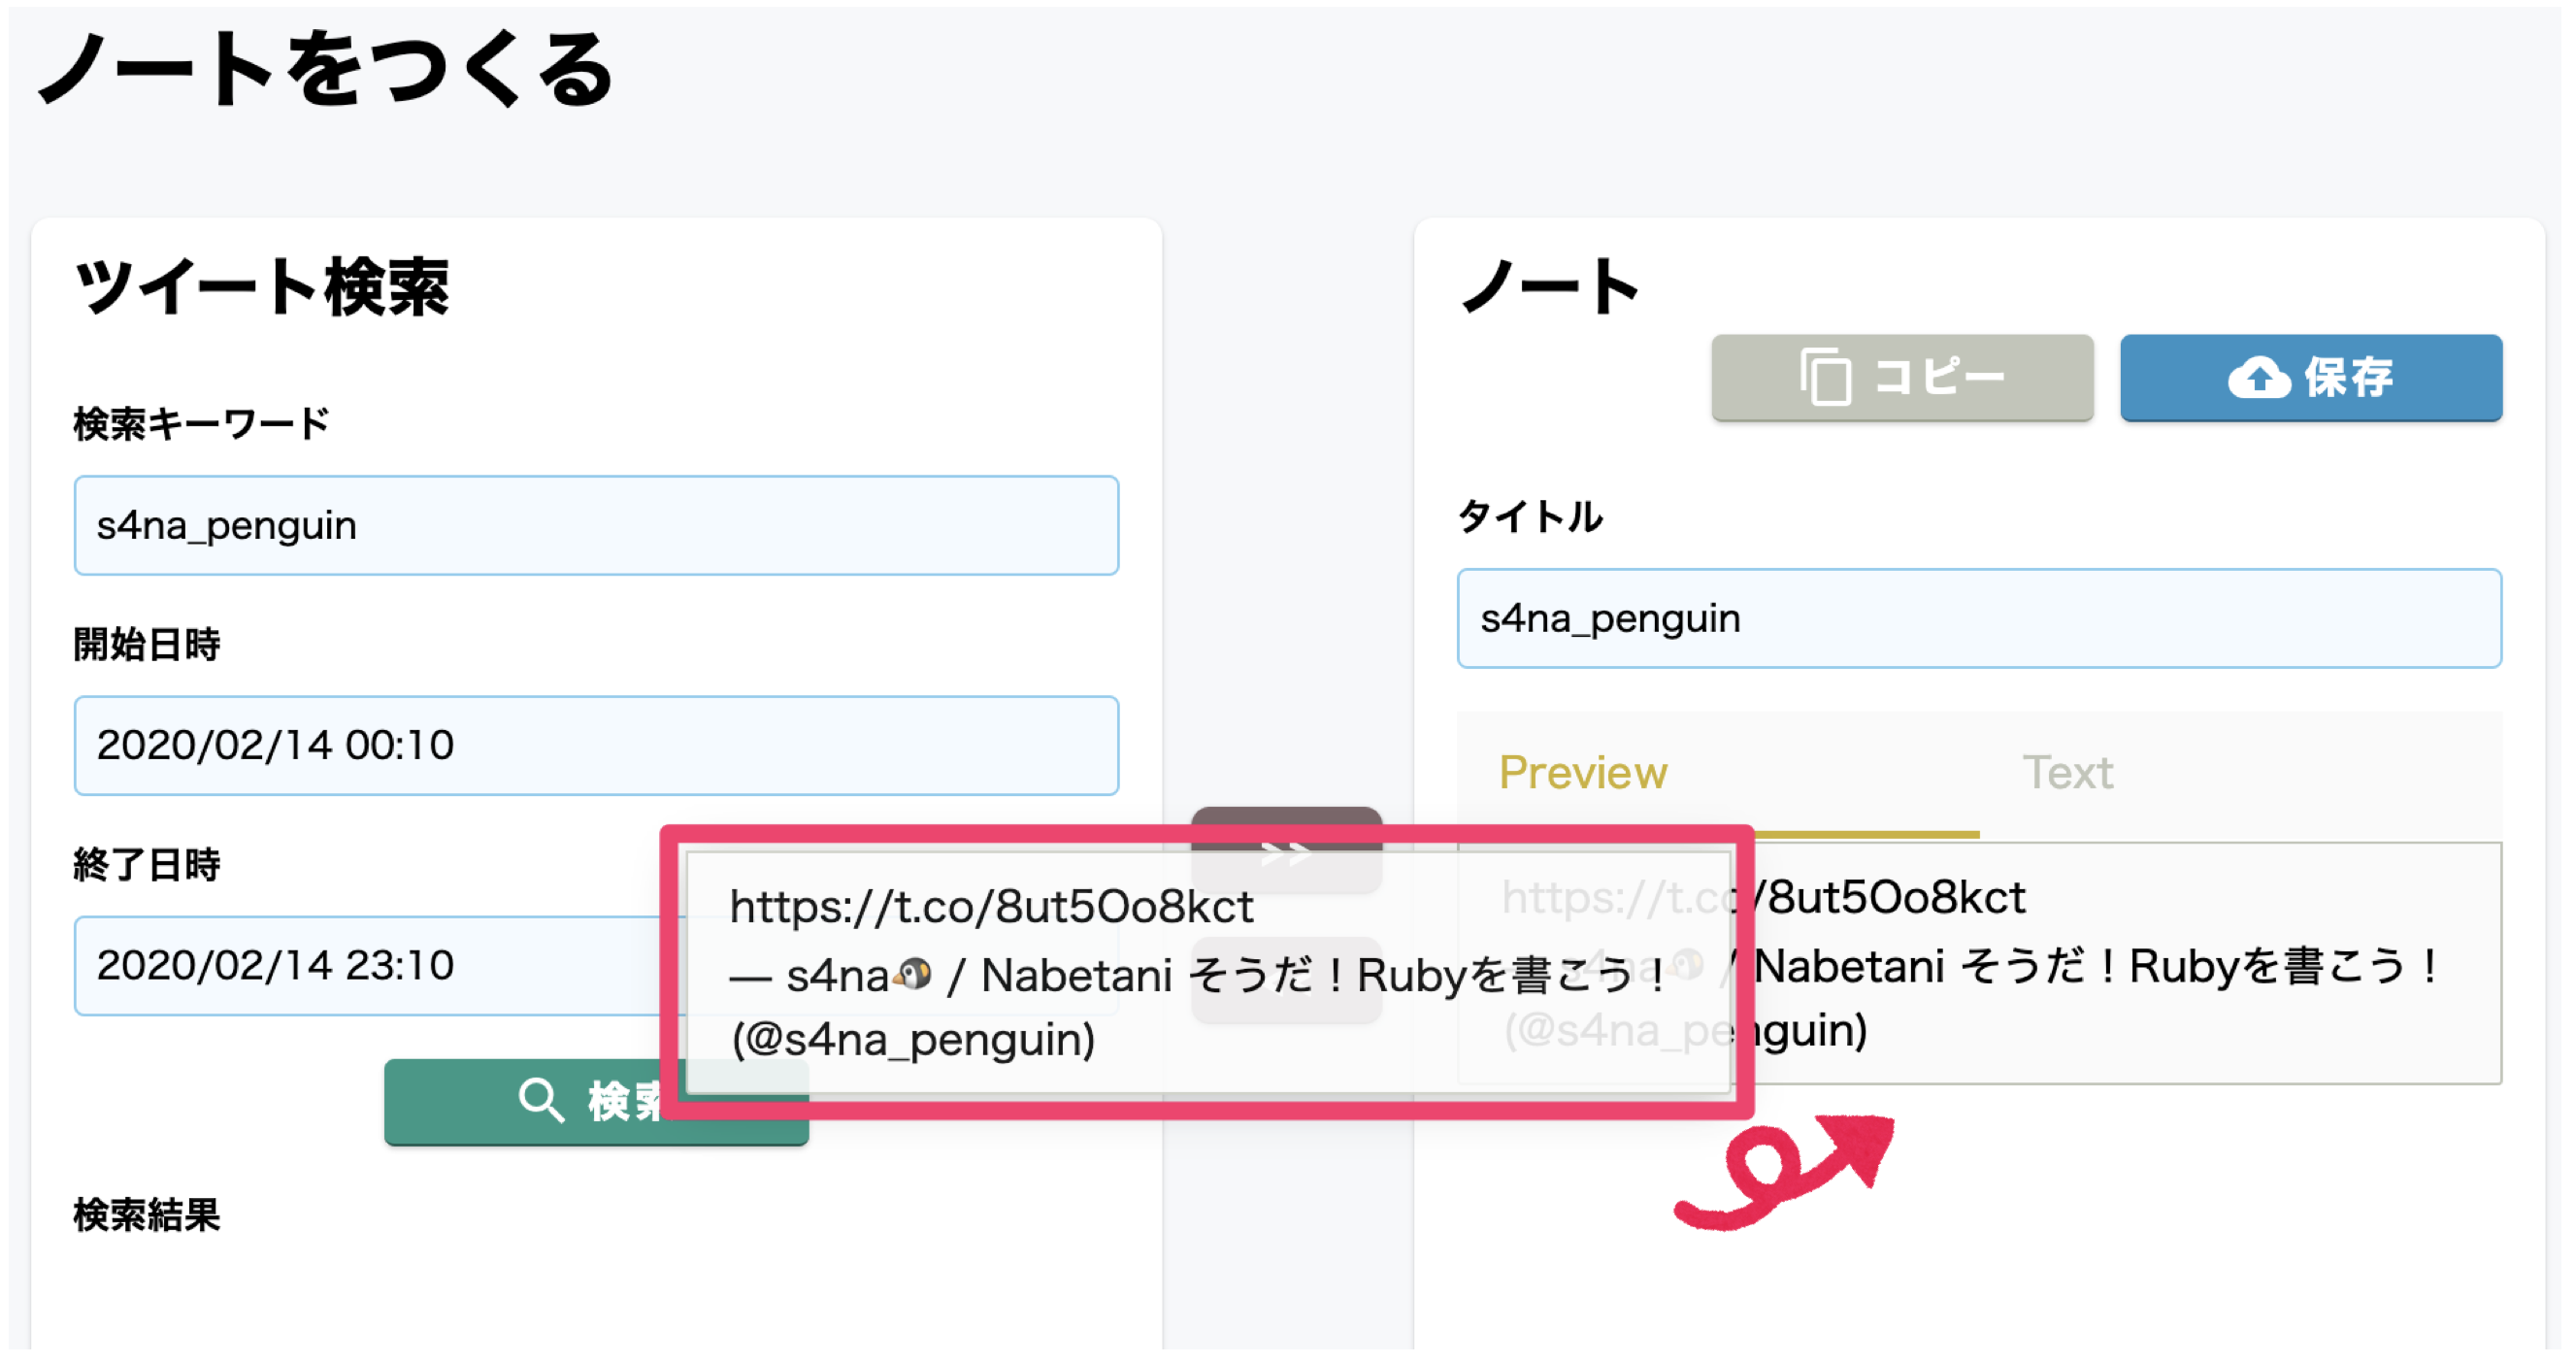 ノートをつくる
ツイート検索
検索キーワード
s4na_penguin
開始日時
2020/02/14 00:10
終了日時
2020/02/14 23:10
検索
検索結果
>>
https://t.co/8ut5Oo8kct
— s4na🐧 / Nabetani そうだ！Rubyを書こう！
(@s4na_penguin)
ノート
コピー
保存
タイトル
s4na_penguin
Preview
Text
https://t.co/8ut5Oo8kct
— s4na🐧 / Nabetani そうだ！Rubyを書こう！
(@s4na_penguin)